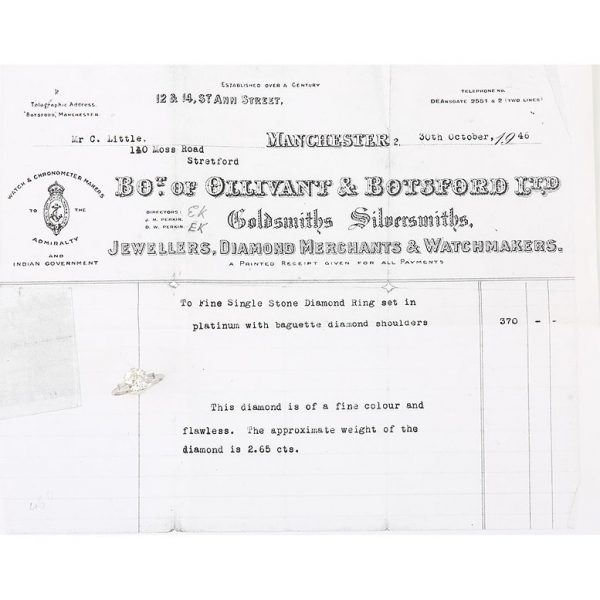 ESTABLISHED OVER A CENTURY
12 & 14, ST ANN STREET,
Telegraphic Address.
"Botsford, Manchester
TELEPHONE NO.
DEANSGATE 2551 & 2 (TWO LINES)
Mr C. Little.
110 Moss Road
Stretford
MANCHESTER 2. 30th October, 1946
BOT. OF OLLIVANT & BOTSFORD LTD
WATCH & CHRONOMETER MAKERS
TO THE
ADMIRALTY
AND
INDIAN GOVERNMENT
DIRECTORS:
J. H. PERKIN.
D. W. PERKIN.
EK
EK
Goldsmiths Silversmiths,
JEWELLERS, DIAMOND MERCHANTS & WATCHMAKERS.
A PRINTED RECEIPT GIVEN FOR ALL PAYMENTS
To Fine Single Stone Diamond Ring set in
platinum with baguette diamond shoulders 370 - -
This diamond is of a fine colour and
flawless. The approximate weight of the
diamond is 2.65 cts.